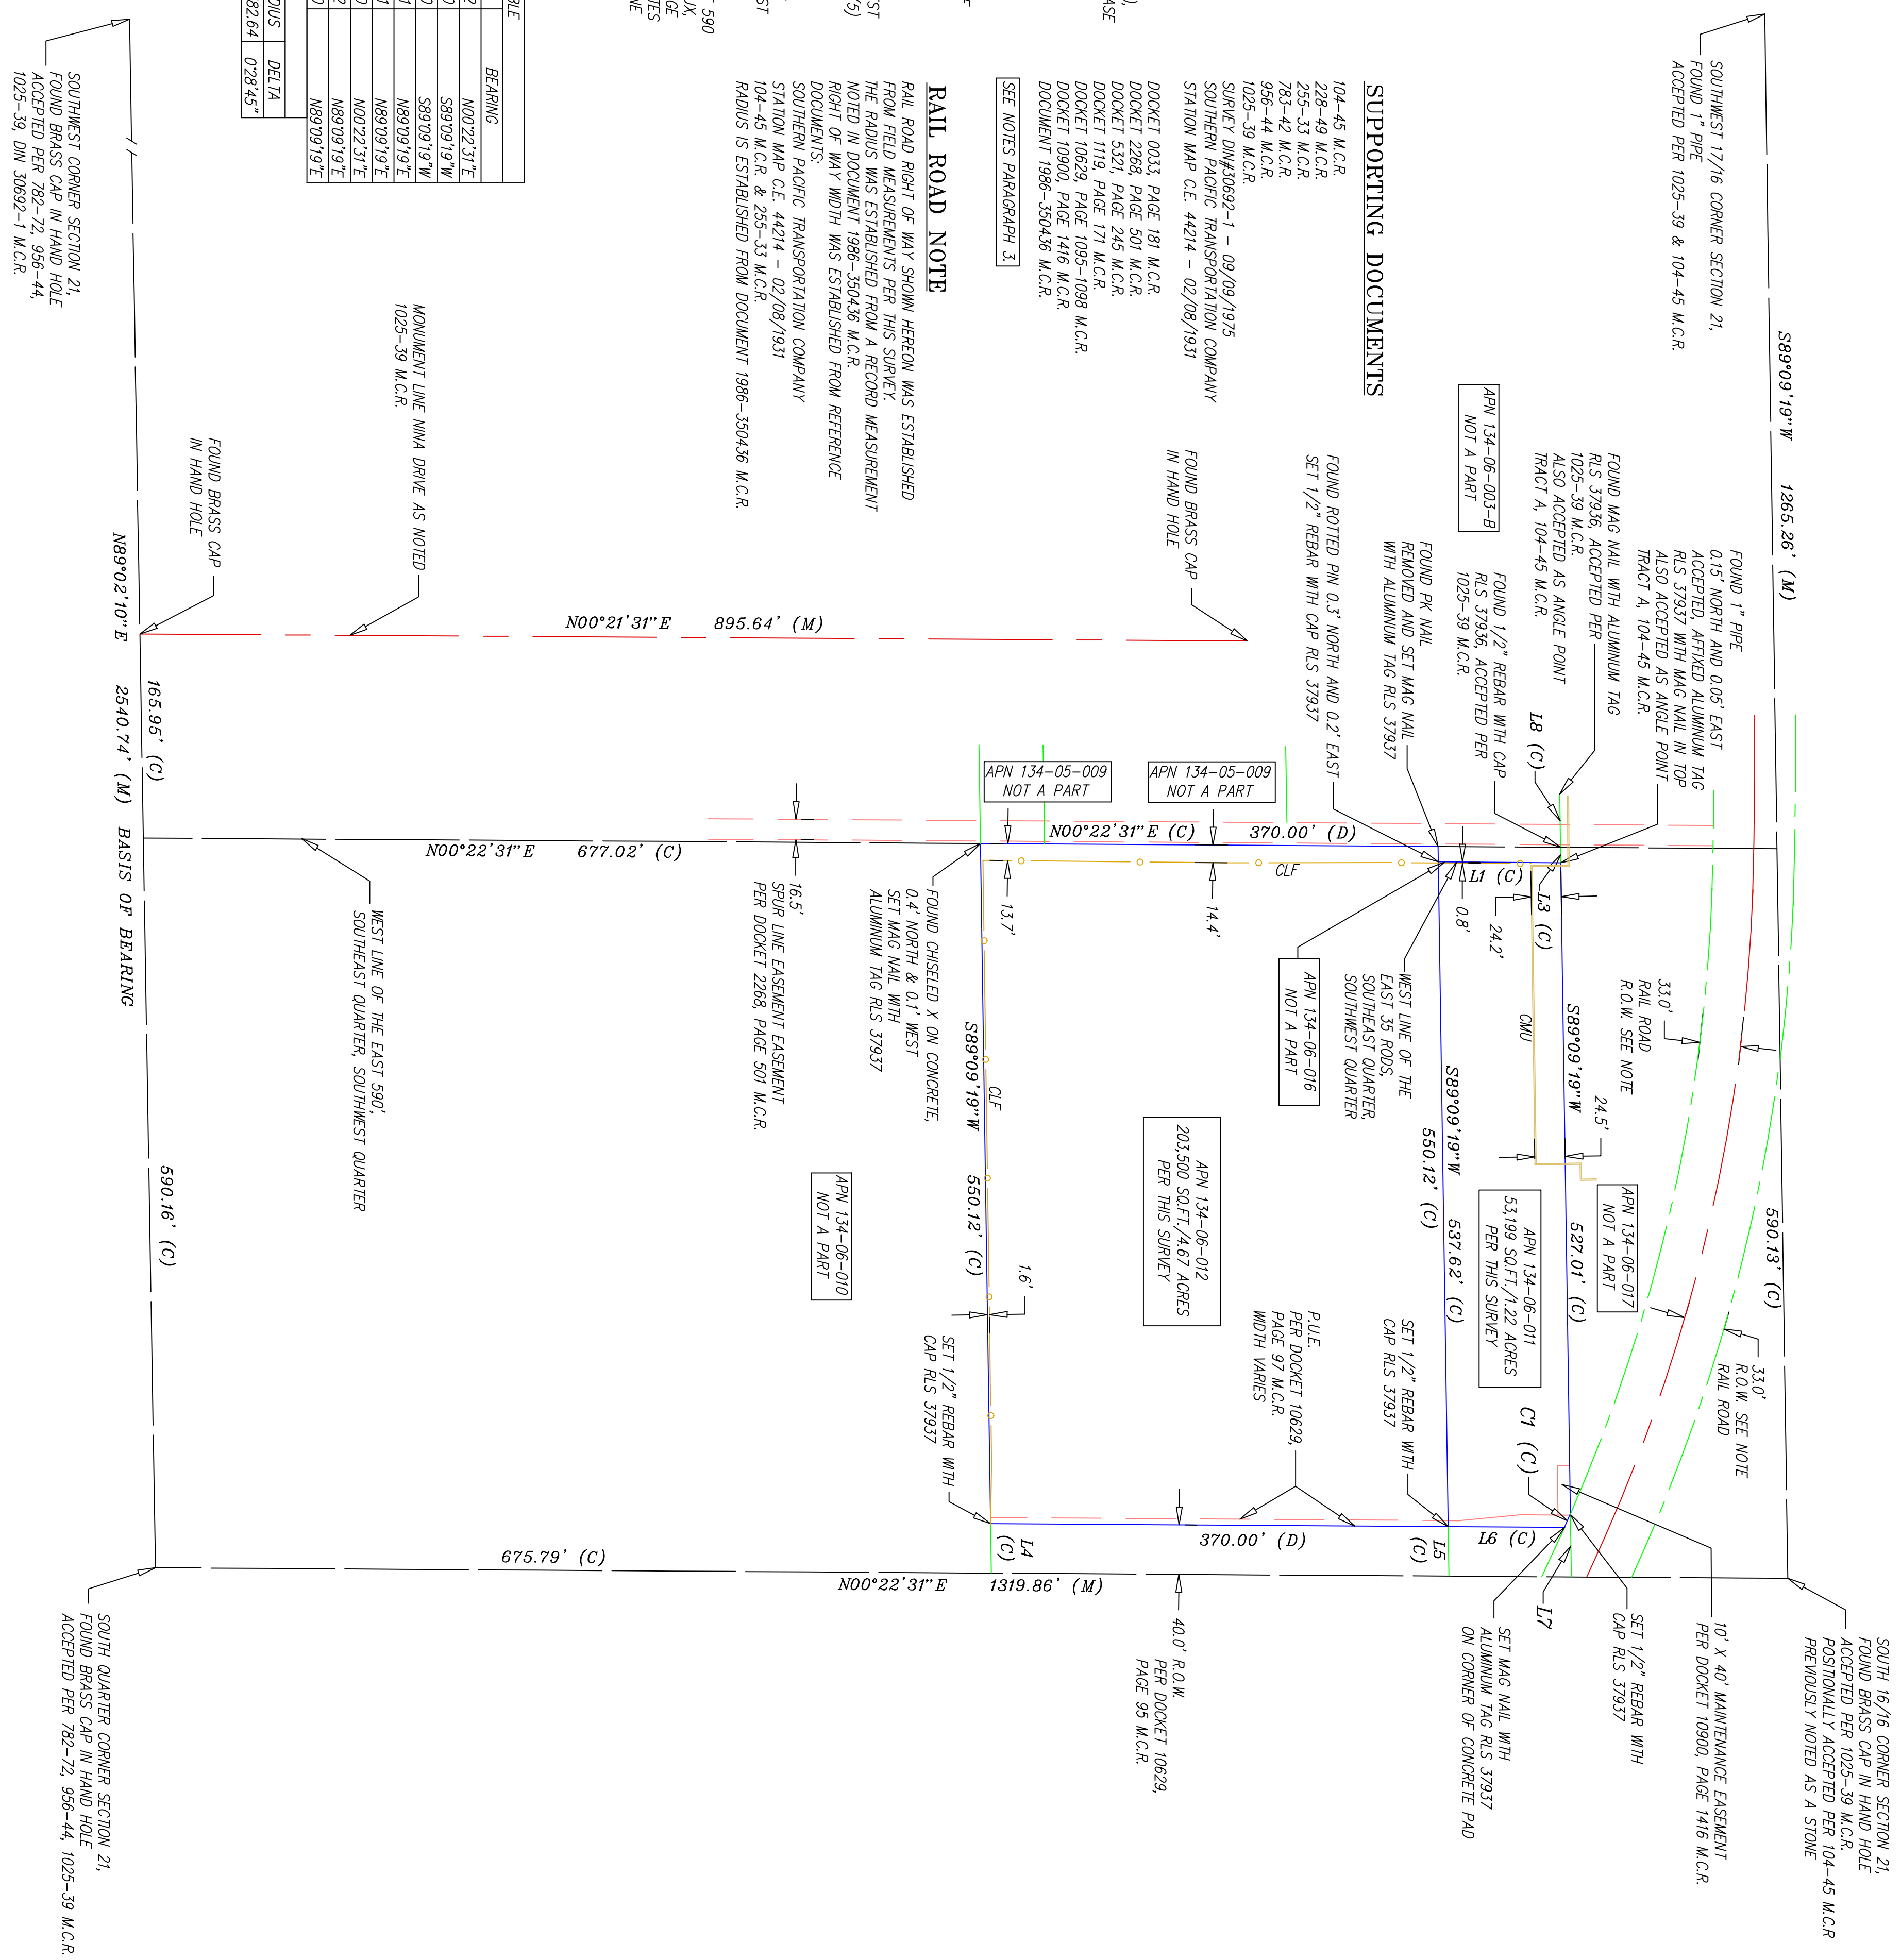 SOUTHWEST 17/16 CORNER SECTION 21,
FOUND 1" PIPE
ACCEPTED PER 1025-39 & 104-45 M.C.R.
S89°09'19"W 1265.26' (M)
590.13' (C)
SOUTH 16/16 CORNER SECTION 21,
FOUND BRASS CAP IN HAND HOLE
ACCEPTED PER 1025-39 M.C.R.
POSITIONALLY ACCEPTED PER 104-45 M.C.R
PREVIOUSLY NOTED AS A STONE
FOUND 1" PIPE
0.15' NORTH AND 0.05' EAST
ACCEPTED, AFFIXED ALUMINUM TAG
RLS 37937 WITH MAG NAIL IN TOP
ALSO ACCEPTED AS ANGLE POINT
TRACT A, 104-45 M.C.R.
FOUND MAG NAIL WITH ALUMINUM TAG
RLS 37936, ACCEPTED PER
1025-39 M.C.R.
ALSO ACCEPTED AS ANGLE POINT
TRACT A, 104-45 M.C.R.
FOUND 1/2" REBAR WITH CAP
RLS 37936, ACCEPTED PER
1025-39 M.C.R.
L8 (C)
33.0'
RAIL ROAD
R.O.W. SEE NOTE
33.0'
R.O.W. SEE NOTE
RAIL ROAD
10' X 40' MAINTENANCE EASEMENT
PER DOCKET 10900, PAGE 1416 M.C.R.
SET 1/2" REBAR WITH
CAP RLS 37937
L7
SET MAG NAIL WITH
ALUMINUM TAG RLS 37937
ON CORNER OF CONCRETE PAD
APN 134-06-017
NOT A PART
24.5'
S89°09'19"W
527.01' (C)
C1 (C)
CMU
24.2'
L3 (C)
L1 (C)
0.8'
APN 134-06-011
53,199 SQ.FT./1.22 ACRES
PER THIS SURVEY
L6 (C)
APN 134-06-003-B
NOT A PART
FOUND PK NAIL
REMOVED AND SET MAG NAIL
WITH ALUMINUM TAG RLS 37937
FOUND ROTTED PIN 0.3' NORTH AND 0.2' EAST
SET 1/2" REBAR WITH CAP RLS 37937
WEST LINE OF THE
EAST 35 RODS,
SOUTHEAST QUARTER,
SOUTHWEST QUARTER
APN 134-06-016
NOT A PART
S89°09'19"W 537.62' (C)
550.12' (C)
SET 1/2" REBAR WITH
CAP RLS 37937
L5
(C)
P.U.E.
PER DOCKET 10629,
PAGE 97 M.C.R.
WIDTH VARIES
APN 134-06-012
203,500 SQ.FT./4.67 ACRES
PER THIS SURVEY
370.00' (D)
40.0' R.O.W.
PER DOCKET 10629,
PAGE 95 M.C.R.
CLF
14.4'
13.7'
N00°22'31"E (C) 370.00' (D)
APN 134-05-009
NOT A PART
APN 134-05-009
NOT A PART
FOUND BRASS CAP
IN HAND HOLE
CLF
1.6'
S89°09'19"W 550.12' (C)
SET 1/2" REBAR WITH
CAP RLS 37937
L4
(C)
N00°22'31"E 1319.86' (M)
FOUND CHISELED X ON CONCRETE,
0.4' NORTH & 0.1' WEST
SET MAG NAIL WITH
ALUMINUM TAG RLS 37937
APN 134-06-010
NOT A PART
16.5'
SPUR LINE EASEMENT EASEMENT
PER DOCKET 2268, PAGE 501 M.C.R.
N00°21'31"E 895.64' (M)
N00°22'31"E 677.02' (C)
675.79' (C)
WEST LINE OF THE EAST 590',
SOUTHEAST QUARTER, SOUTHWEST QUARTER
MONUMENT LINE NINA DRIVE AS NOTED
1025-39 M.C.R.
FOUND BRASS CAP
IN HAND HOLE
165.95' (C)
590.16' (C)
N89°02'10"E 2540.74' (M) BASIS OF BEARING
SOUTHWEST CORNER SECTION 21,
FOUND BRASS CAP IN HAND HOLE
ACCEPTED PER 782-72, 956-44,
1025-39, DIN 30692-1 M.C.R.
SOUTH QUARTER CORNER SECTION 21,
FOUND BRASS CAP IN HAND HOLE
ACCEPTED PER 782-72, 956-44, 1025-39 M.C.R.
SUPPORTING DOCUMENTS
104-45 M.C.R.
228-49 M.C.R.
255-33 M.C.R.
783-42 M.C.R.
956-44 M.C.R.
1025-39 M.C.R.
SURVEY DIN#30692-1 - 09/09/1975
SOUTHERN PACIFIC TRANSPORTATION COMPANY
STATION MAP C.E. 44214 - 02/08/1931
DOCKET 0033, PAGE 181 M.C.R.
DOCKET 2268, PAGE 501 M.C.R.
DOCKET 5321, PAGE 245 M.C.R.
DOCKET 1119, PAGE 171 M.C.R.
DOCKET 10629, PAGE 1095-1098 M.C.R.
DOCKET 10900, PAGE 1416 M.C.R.
DOCUMENT 1986-350436 M.C.R.
SEE NOTES PARAGRAPH 3
RAIL ROAD NOTE
RAIL ROAD RIGHT OF WAY SHOWN HEREON WAS ESTABLISHED
FROM FIELD MEASUREMENTS PER THIS SURVEY.
THE RADIUS WAS ESTABLISHED FROM A RECORD MEASUREMENT
NOTED IN DOCUMENT 1986-350436 M.C.R.
RIGHT OF WAY WIDTH WAS ESTABLISHED FROM REFERENCE
DOCUMENTS:
SOUTHERN PACIFIC TRANSPORTATION COMPANY
STATION MAP C.E. 44214 - 02/08/1931
104-45 M.C.R. & 255-33 M.C.R.
RADIUS IS ESTABLISHED FROM DOCUMENT 1986-350436 M.C.R.
BEARING
N00°22'31"E
S89°09'19"W
S89°09'19"W
N89°09'19"E
N89°09'19"E
N00°22'31"E
N89°09'19"E
N89°09'19"E
DELTA
82.64 0°28'45"